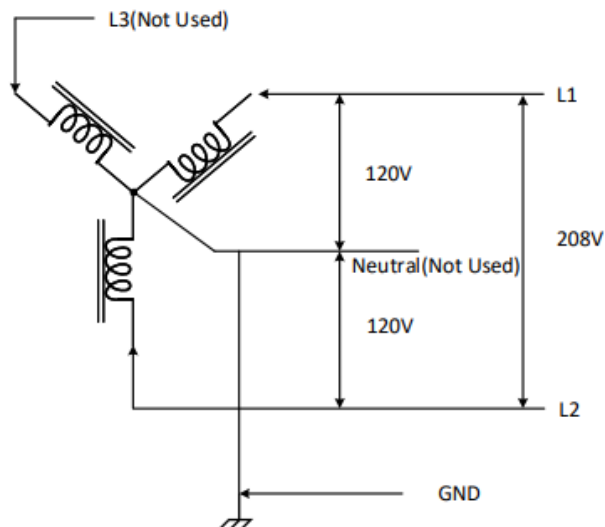 L3(Not Used)
L1
120V
208V
Neutral(Not Used)
120V
L2
GND